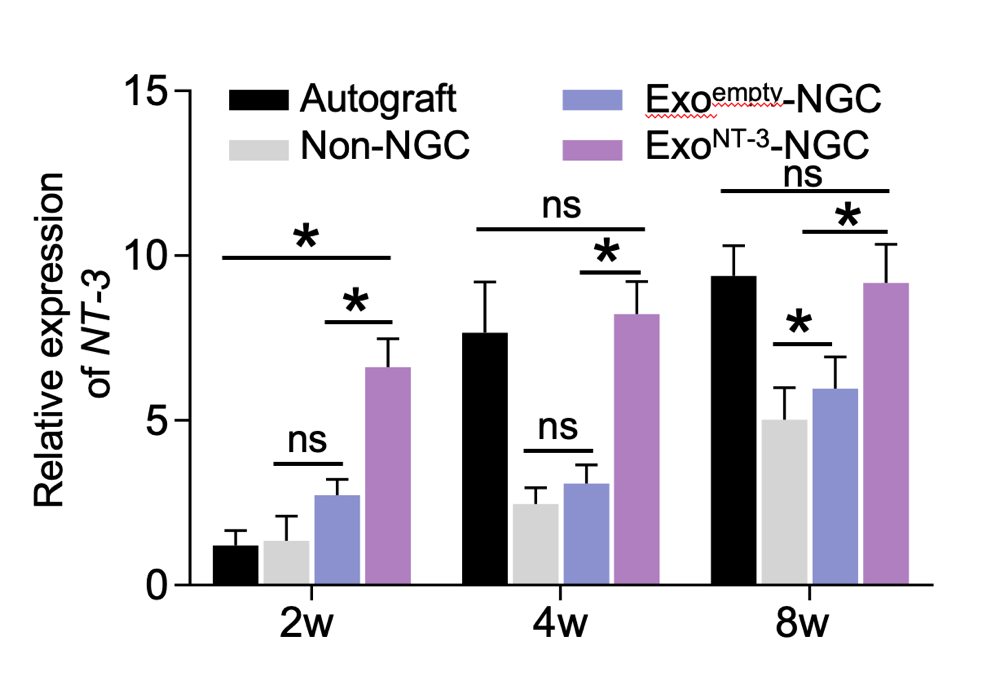 Relative expression
of NT-3
15
10
5
0
Autograft
Non-NGC
Exoempty-NGC
ExoNT-3-NGC
*
*
ns
ns
*
ns
ns
*
*
2w
4w
8w